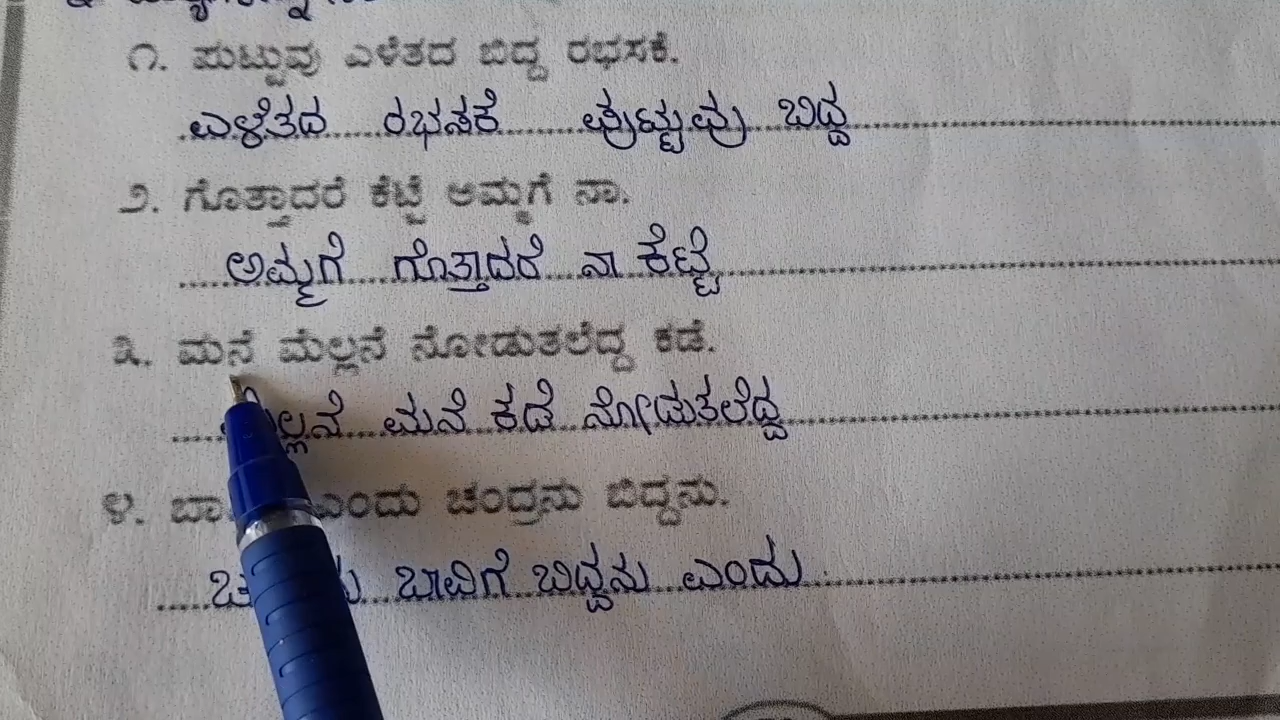 ೧. ಪುಟ್ಟುವು ಎಳೆತದ ಬಿದ್ದ ರಭಸಕೆ.
ಎಳೆತದ ರಭಸಕೆ ಪುಟ್ಟುವು ಬಿದ್ದ
೨. ಗೊತ್ತಾದರೆ ಕೆಟ್ಟೆ ಅಮ್ಮಗೆ ನಾ.
ಅಮ್ಮಗೆ ಗೊತ್ತಾದರೆ ನಾ ಕೆಟ್ಟೆ
೩. ಮನೆ ಮೆಲ್ಲನೆ ನೋಡುತಲೆದ್ದ ಕಡೆ.
ಮನೆ ಕಡೆ ನೋಡುತಲೆದ್ದ
೪. ಎಂದು ಚಂದ್ರನು ಬಿದ್ದನು.
ಬಾವಿಗೆ ಬಿದ್ದನು ಎಂದು